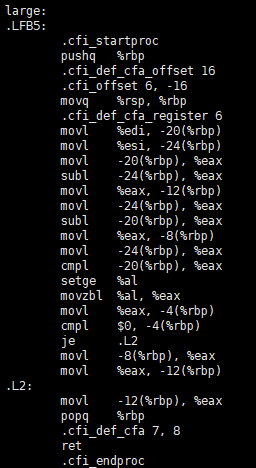 large:
.LFB5:
.cfi_startproc
pushq %rbp
.cfi_def_cfa_offset 16
.cfi_offset 6, -16
movq %rsp, %rbp
.cfi_def_cfa_register 6
movl %edi, -20(%rbp)
movl %esi, -24(%rbp)
movl -20(%rbp), %eax
subl -24(%rbp), %eax
movl %eax, -12(%rbp)
movl -24(%rbp), %eax
subl -20(%rbp), %eax
movl %eax, -8(%rbp)
movl -24(%rbp), %eax
cmpl -20(%rbp), %eax
setge %al
movzbl %al, %eax
movl %eax, -4(%rbp)
cmpl $0, -4(%rbp)
je .L2
movl -8(%rbp), %eax
movl %eax, -12(%rbp)
.L2:
movl -12(%rbp), %eax
popq %rbp
.cfi_def_cfa 7, 8
ret
.cfi_endproc